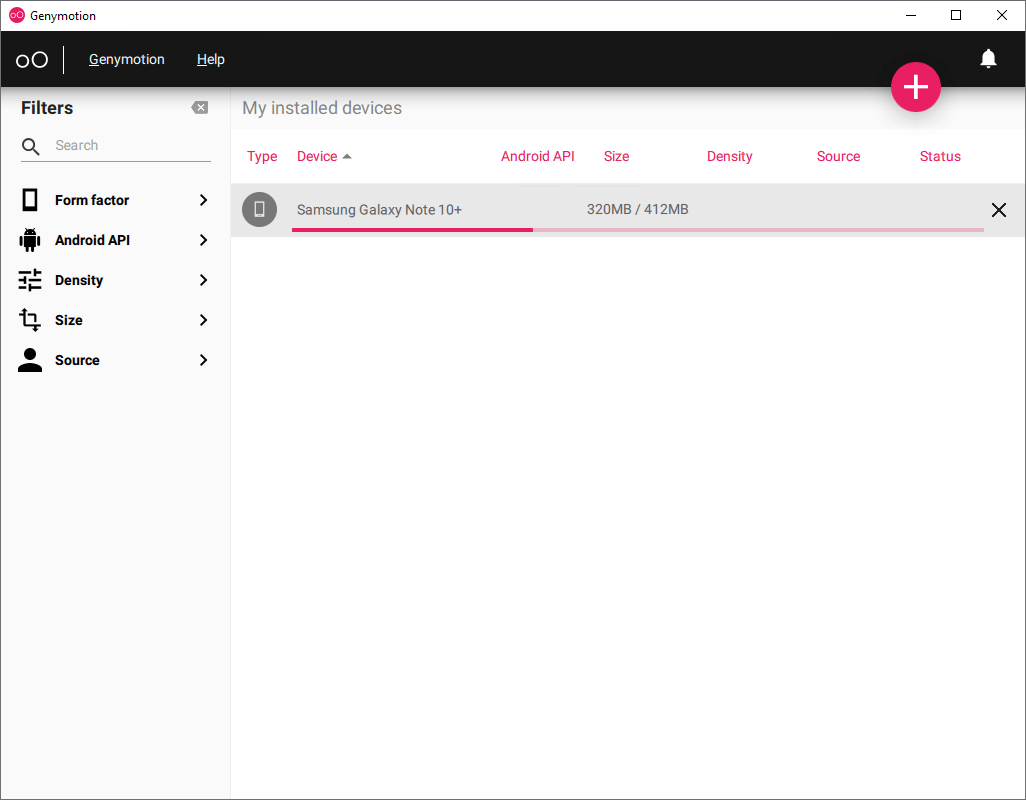 Genymotion
Genymotion Help
Filters
My installed devices
Search
Type Device Android API Size Density Source Status
Form factor
Samsung Galaxy Note 10+ 320MB / 412MB
Android API
Density
Size
Source